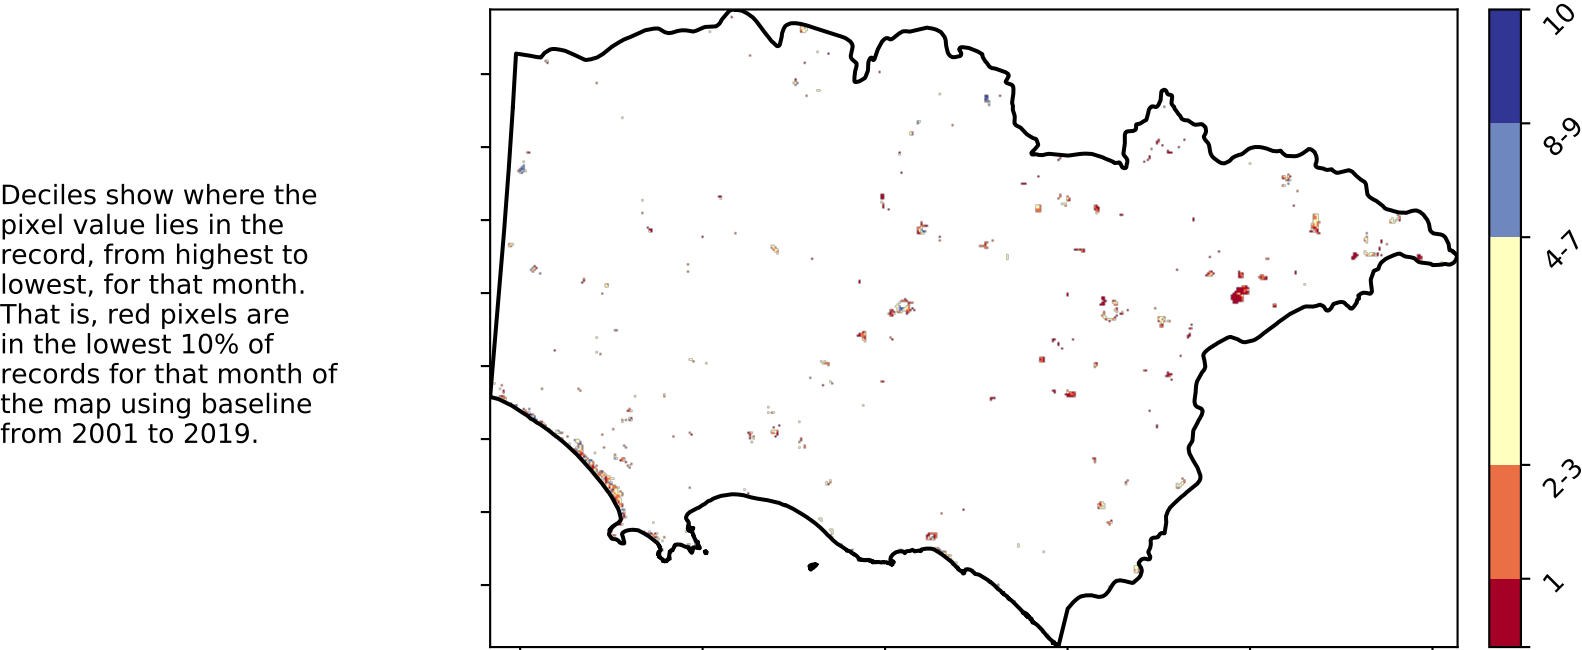 Deciles show where the
pixel value lies in the
record, from highest to
lowest, for that month.
That is, red pixels are
in the lowest 10% of
records for that month of
the map using baseline
from 2001 to 2019.
10
8-9
4-7
2-3
1